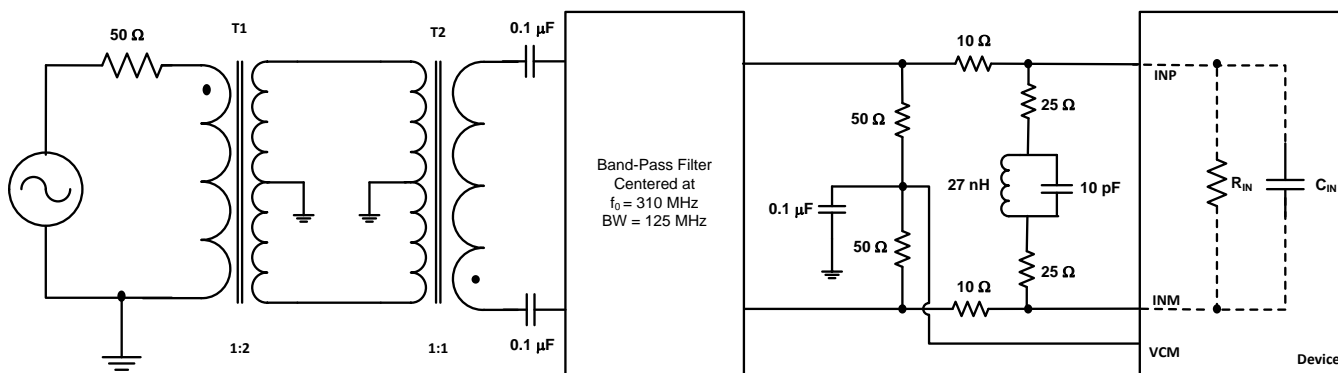 50 Ω
T1
T2
0.1 μF
0.1 μF
1:2
1:1
Band-Pass Filter
Centered at
f₀ = 310 MHz
BW = 125 MHz
10 Ω
50 Ω
0.1 μF
50 Ω
10 Ω
25 Ω
27 nH
10 pF
25 Ω
INP
INM
VCM
R_IN
C_IN
Device